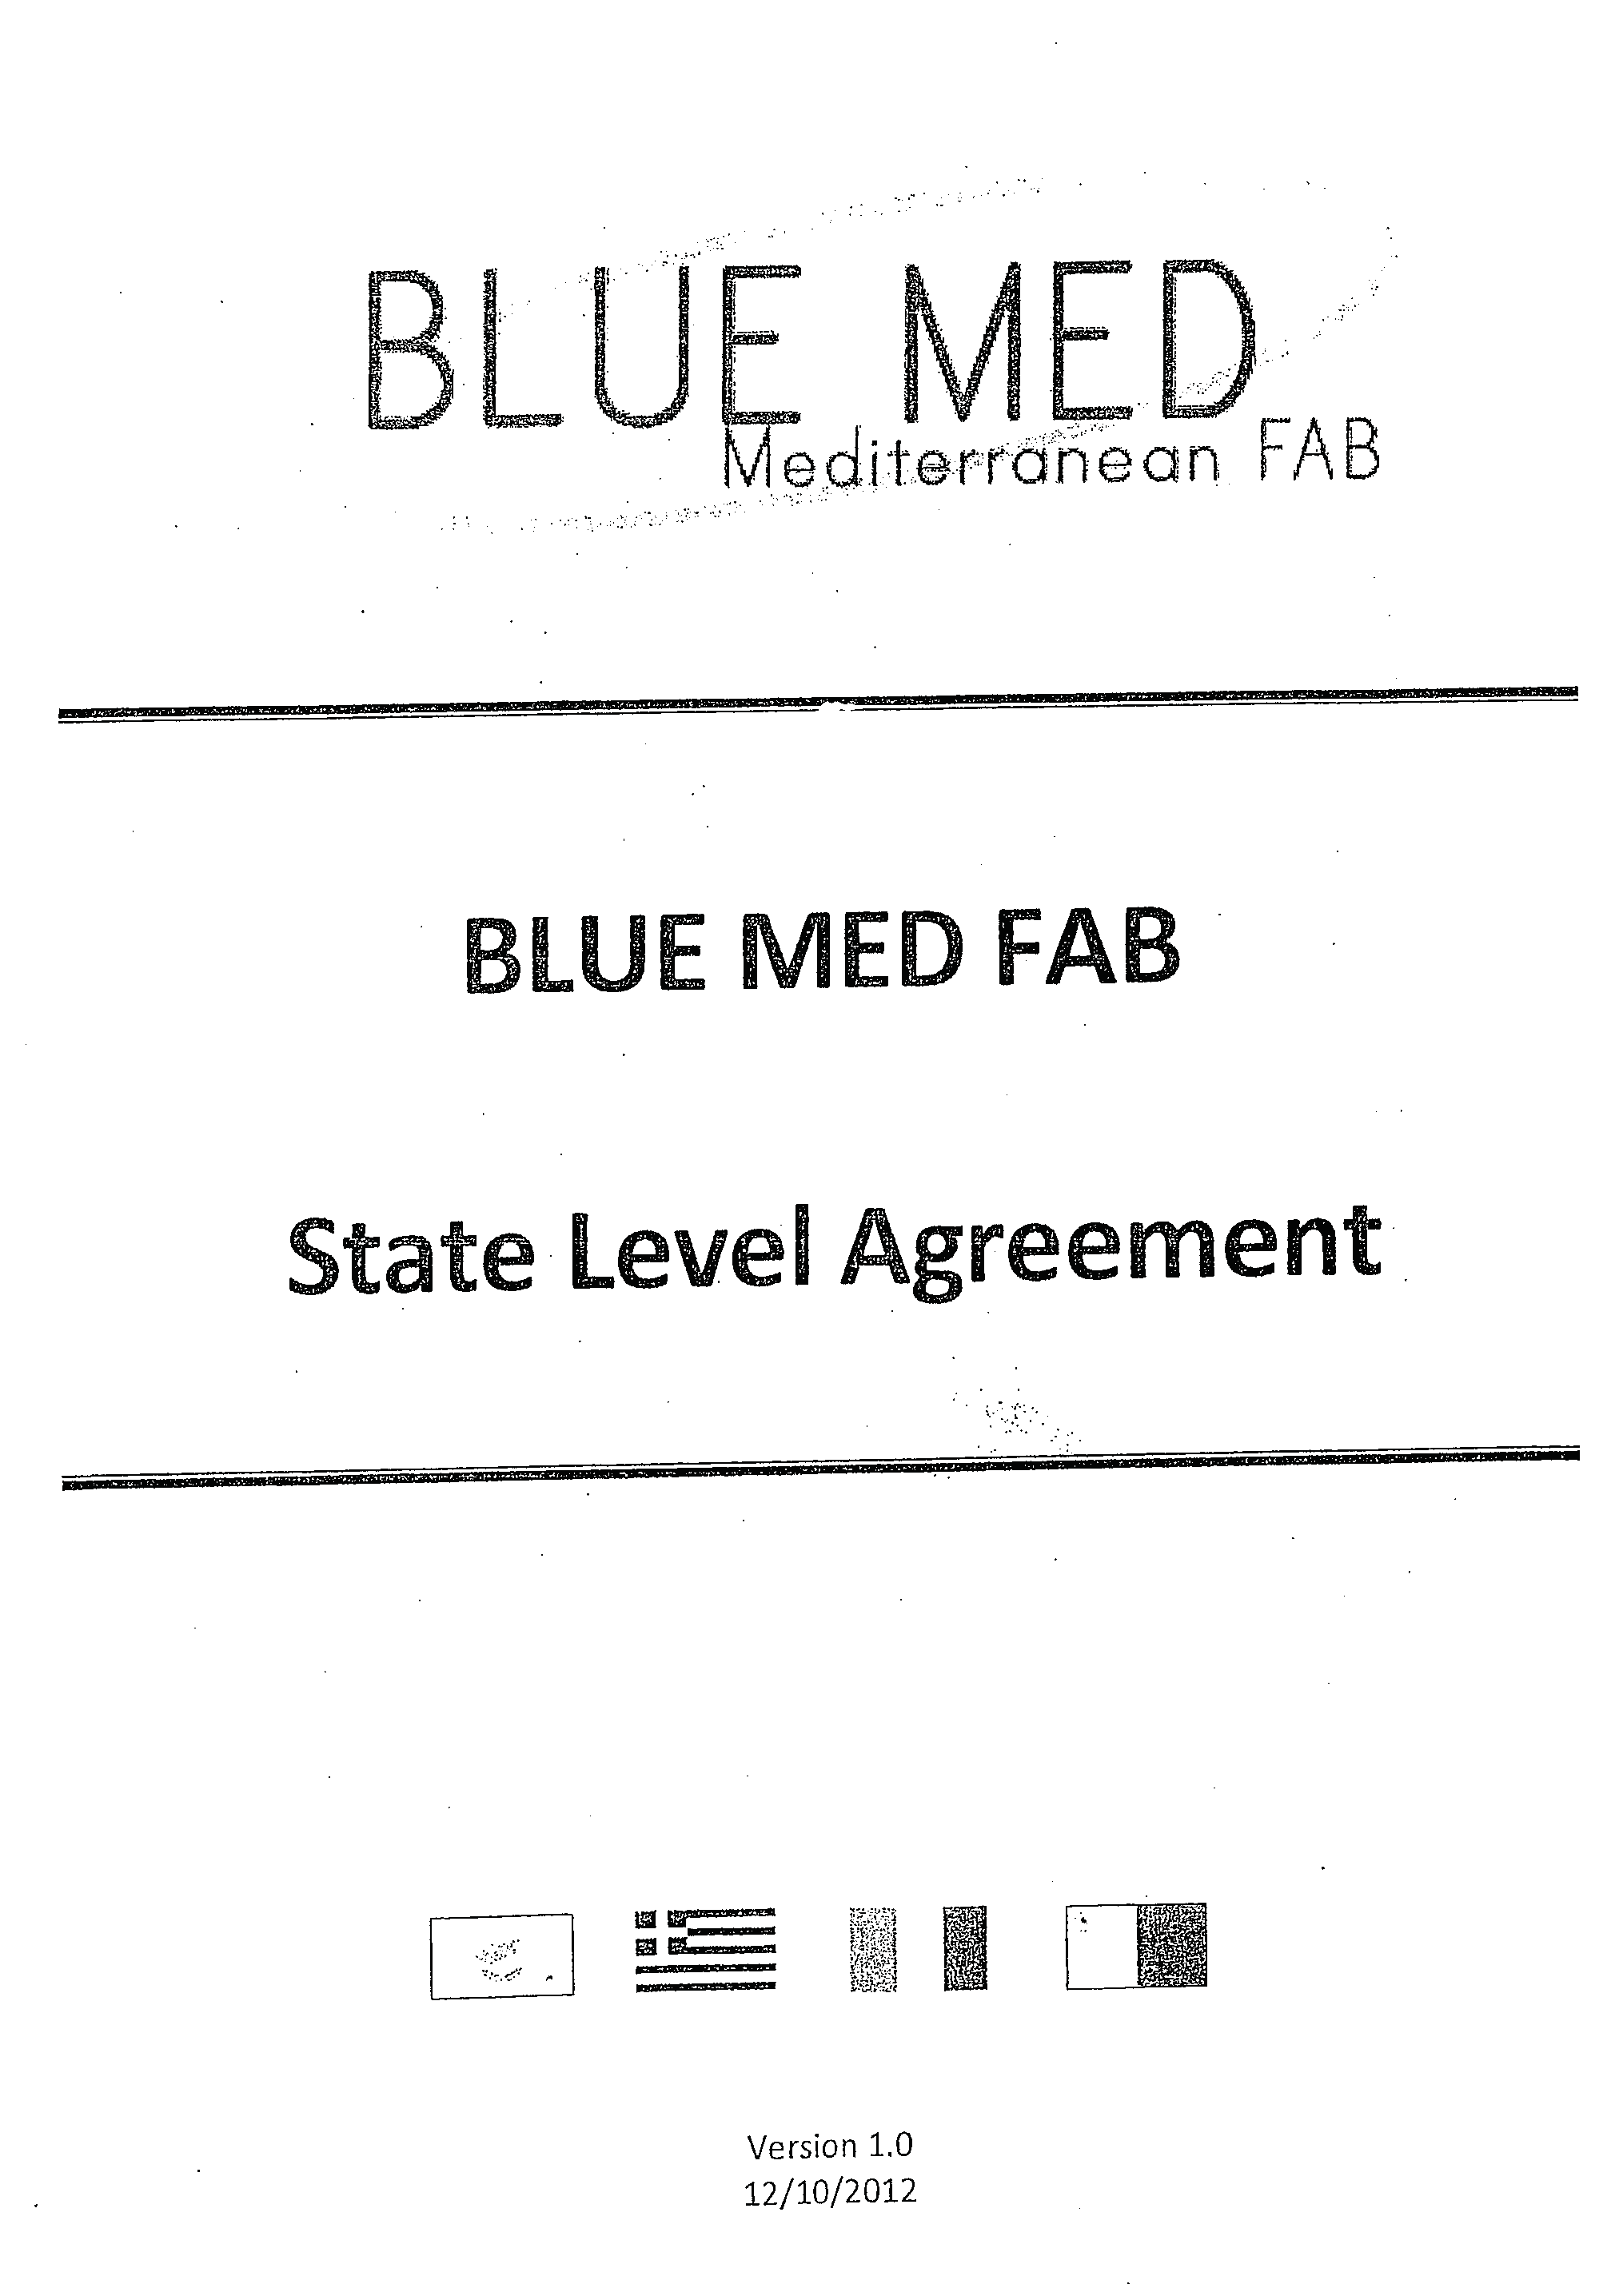 BLUE MED
Mediterranean FAB
BLUE MED FAB
State Level Agreement
Version 1.0
12/10/2012